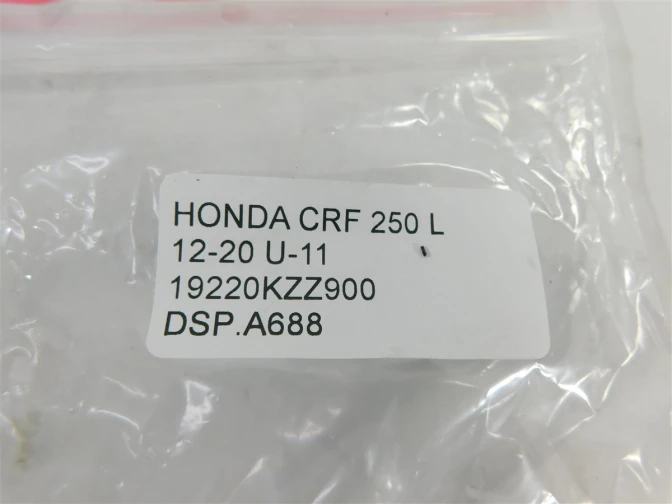 HONDA CRF 250 L
12-20 U-11
19220KZZ900
DSP.A688